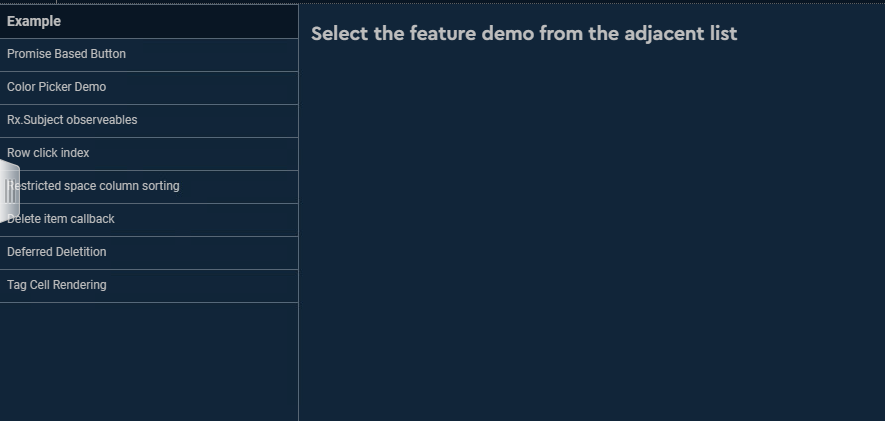 Example
Select the feature demo from the adjacent list
Promise Based Button
Color Picker Demo
Rx.Subject observeables
Row click index
Restricted space column sorting
Delete item callback
Deferred Deletition
Tag Cell Rendering